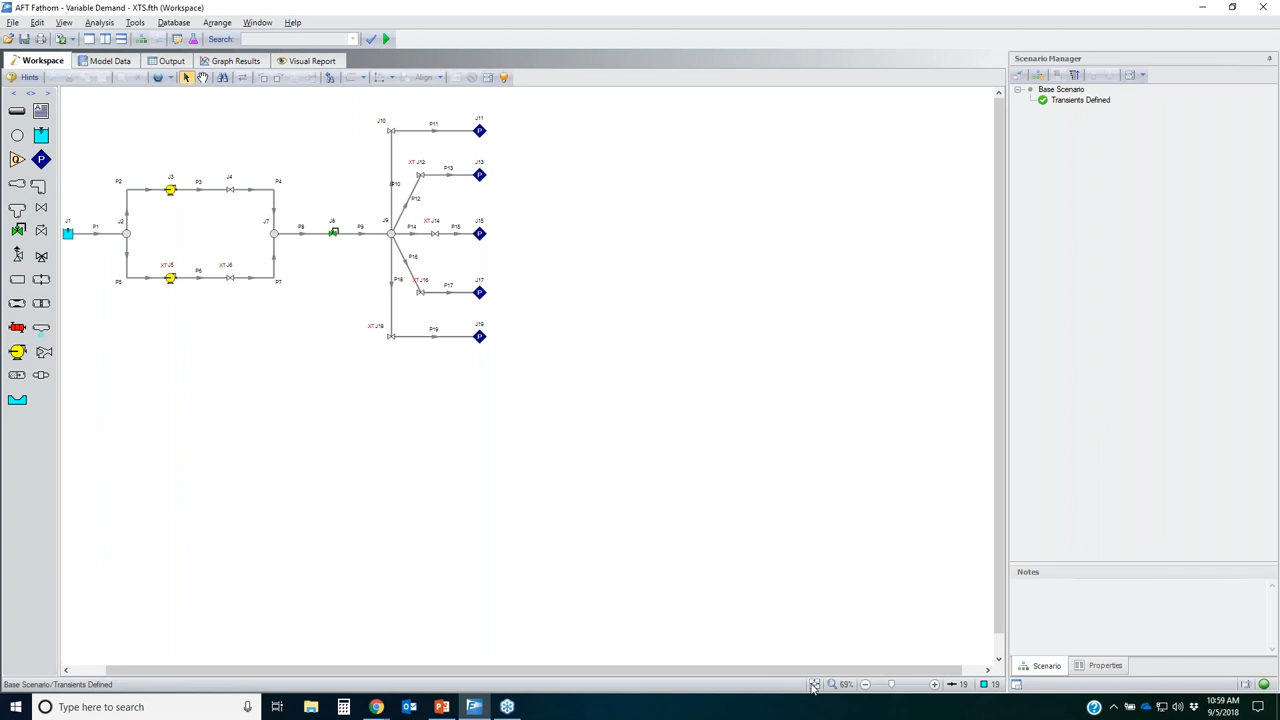 AFT Fathom - Variable Demand - XTS.fth (Workspace)
File Edit View Analysis Tools Database Arrange Window Help
Search:
Workspace Model Data Output Graph Results Visual Report
Hints Align
Scenario Manager
Base Scenario
Transients Defined
J10 P11 J11
XT J12 P13 J13
P10
P12
P2 J3 P3 J4 P4
J1 P1 J2 J7 P8 J8 P9 J9 P14 XT J14 P15 J15
P16
P5 XT J5 P6 XT J6 P7
P18 XT J16 P17 J17
XT J18 P19 J19
Notes
Scenario Properties
Base Scenario/Transients Defined 69% 19 19
Type here to search
10:59 AM
9/5/2018